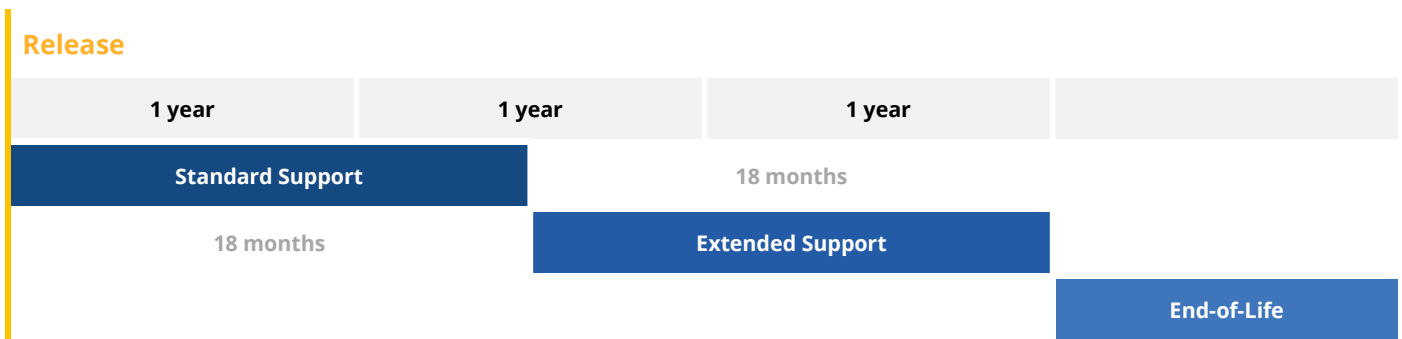 Release
1 year 1 year 1 year
Standard Support 18 months
18 months Extended Support
End-of-Life